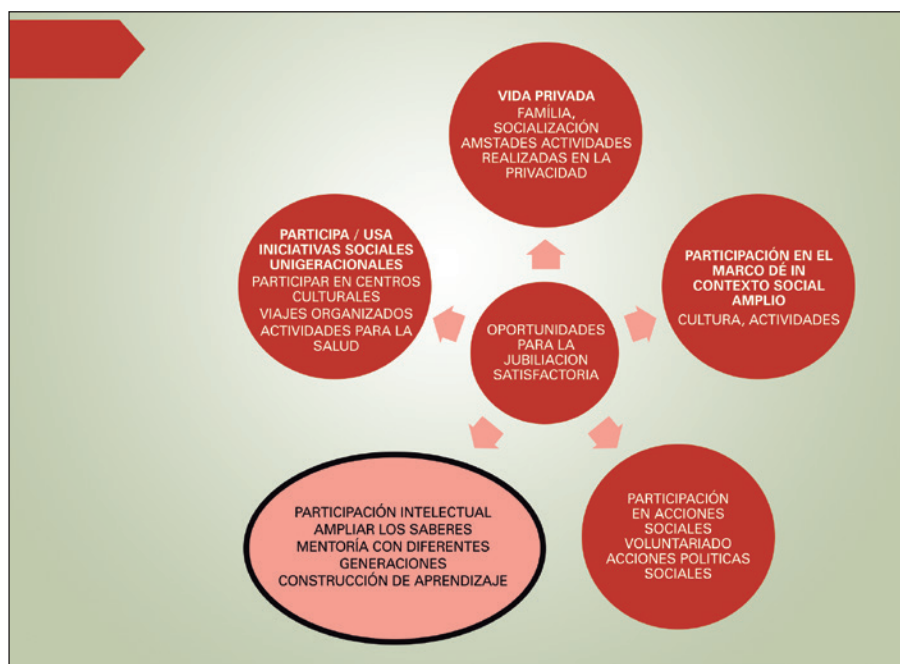 VIDA PRIVADA
FAMÍLIA,
SOCIALIZACIÓN
AMSTADES ACTIVIDADES
REALIZADAS EN LA
PRIVACIDAD
PARTICIPA / USA
INICIATIVAS SOCIALES
UNIGERACIONALES
PARTICIPAR EN CENTROS
CULTURALES
VIAJES ORGANIZADOS
ACTIVIDADES PARA LA
SALUD
PARTICIPACIÓN EN EL
MARCO DÉ IN
CONTEXTO SOCIAL
AMPLIO
CULTURA, ACTIVIDADES
OPORTUNIDADES
PARA LA
JUBILIACION
SATISFACTORIA
PARTICIPACIÓN INTELECTUAL
AMPLIAR LOS SABERES
MENTORÍA CON DIFERENTES
GENERACIONES
CONSTRUCCIÓN DE APRENDIZAJE
PARTICIPACIÓN
EN ACCIONES
SOCIALES
VOLUNTARIADO
ACCIONES POLITICAS
SOCIALES